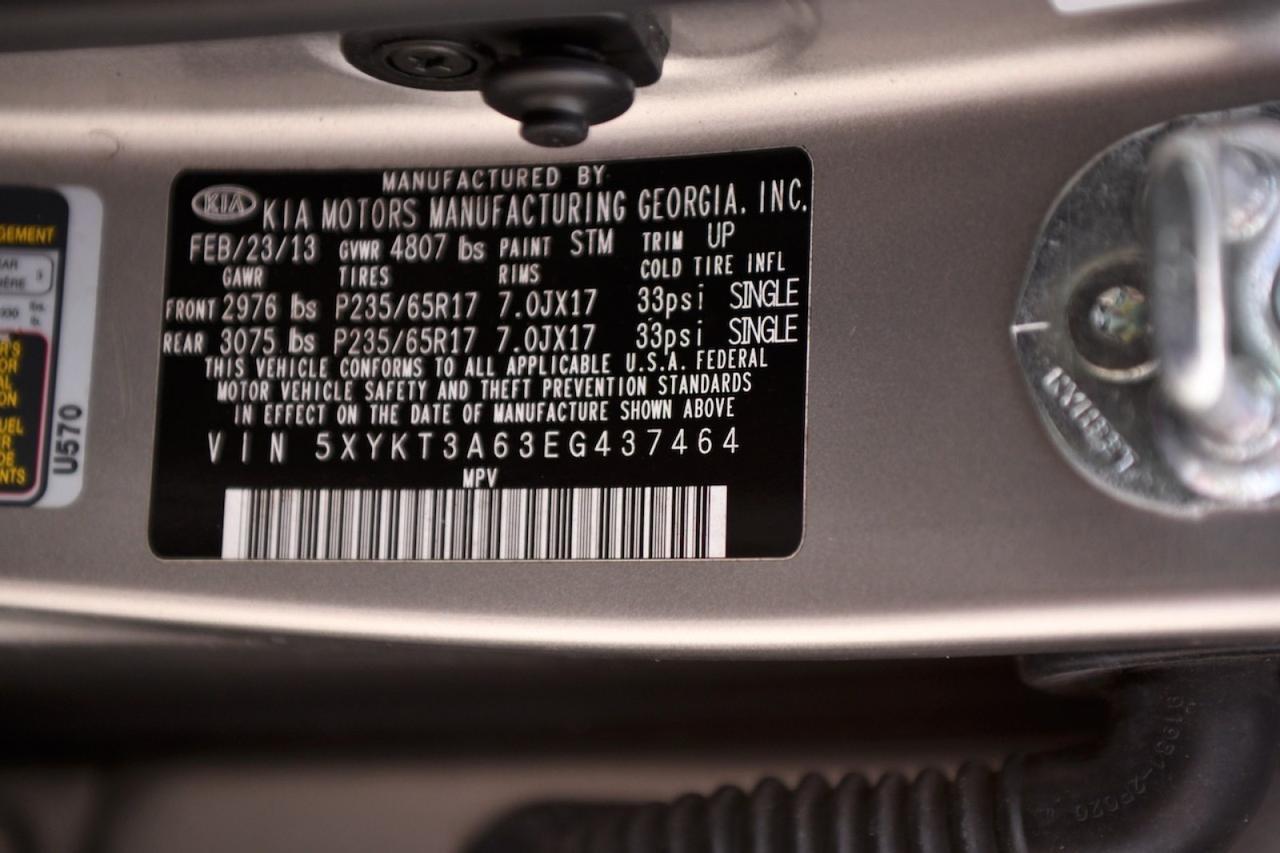 MANUFACTURED BY
KIA KIA MOTORS MANUFACTURING GEORGIA, INC.
FEB/23/13 GVWR 4807 lbs PAINT STM TRIM UP
GAWR TIRES RIMS COLD TIRE INFL
FRONT 2976 lbs P235/65R17 7.0JX17 33psi SINGLE
REAR 3075 lbs P235/65R17 7.0JX17 33psi SINGLE
THIS VEHICLE CONFORMS TO ALL APPLICABLE U.S.A. FEDERAL
MOTOR VEHICLE SAFETY AND THEFT PREVENTION STANDARDS
IN EFFECT ON THE DATE OF MANUFACTURE SHOWN ABOVE
VIN 5XYKT3A63EG437464
MPV
U570